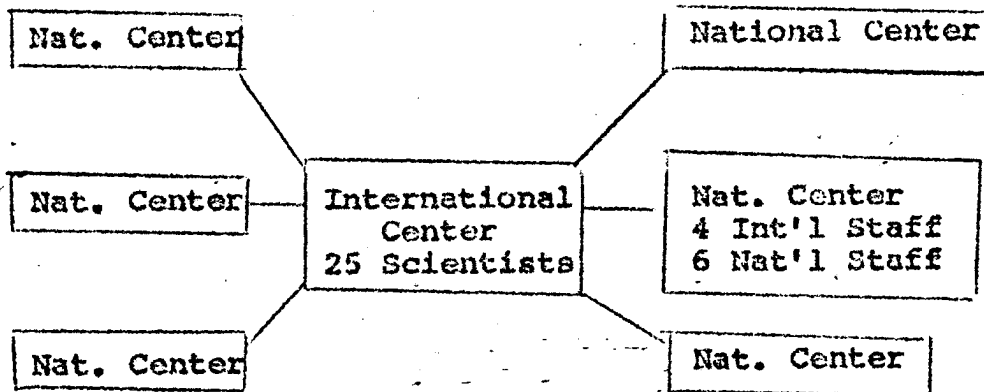 Nat. Center
National Center
Nat. Center
International
Center
25 Scientists
Nat. Center
4 Int'l Staff
6 Nat'l Staff
Nat. Center
Nat. Center